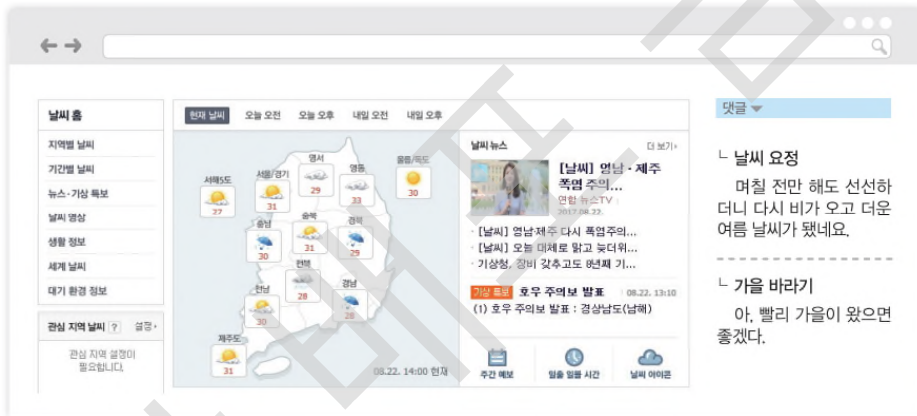 댓글
날씨 홈
지역별 날씨
기간별 날씨
뉴스·기상 특보
날씨 영상
생활 정보
세계 날씨
대기 환경 정보
관심 지역 날씨 ? 설정
관심 지역 설정이
필요합니다.
현재 날씨 오늘 오전 오늘 오후 내일 오전 내일 오후
서해5도
27
서울/경기
31
영서
29
영동
33
울릉/독도
30
충남
30
충북
31
경북
29
전북
28
전남
30
경남
28
제주도
31
08.22. 14:00 현재
날씨 뉴스 더 보기
[날씨] 영남·제주
폭염 주의...
연합 뉴스TV
2017.08.22.
· [날씨] 영남·제주 다시 폭염주의...
· [날씨] 오늘 대체로 맑고 늦더위...
· 기상청, 장비 갖추고도 8년째 기...
기상 특보 호우 주의보 발표 08.22. 13:10
(1) 호우 주의보 발표 : 경상남도(남해)
주간 예보
일출 일몰 시간
날씨 아이콘
날씨 요정
며칠 전만 해도 선선하
더니 다시 비가 오고 더운
여름 날씨가 됐네요.
가을 바라기
아, 빨리 가을이 왔으면
좋겠다.